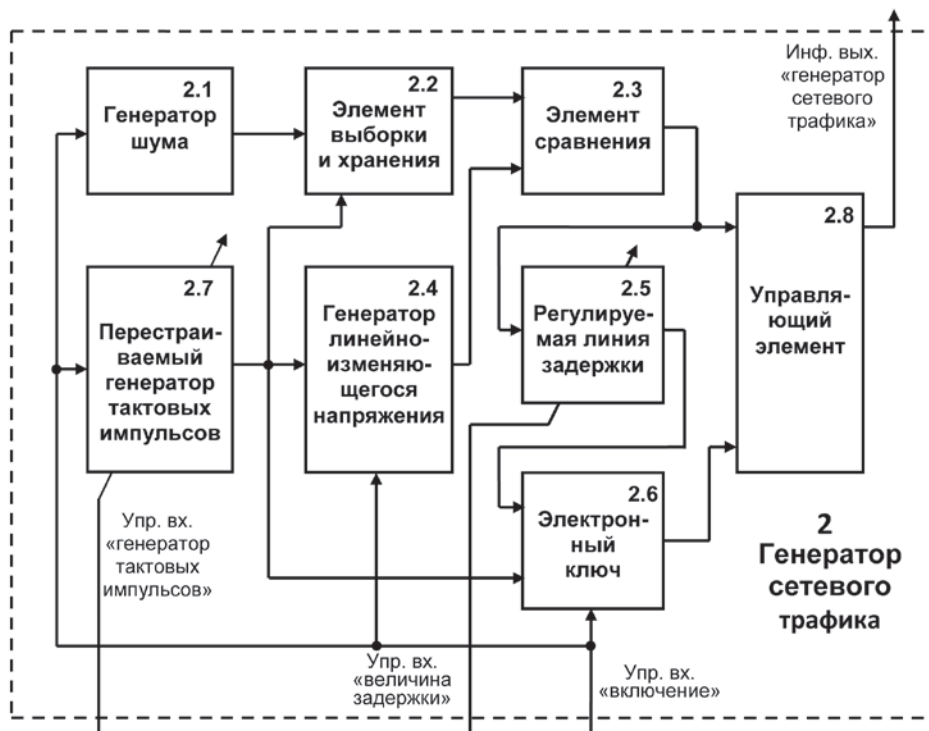 Инф. вых.
«генератор
сетевого
трафика»
2.1
Генератор
шума
2.2
Элемент
выборки
и хранения
2.3
Элемент
сравнения
2.7
Перестраи-
ваемый
генератор
тактовых
импульсов
2.4
Генератор
линейно-
изменяю-
щегося
напряжения
2.5
Регулируе-
мая линия
задержки
2.8
Управля-
ющий
элемент
2.6
Электрон-
ный
ключ
Упр. вх.
«генератор
тактовых
импульсов»
2
Генератор
сетевого
трафика
Упр. вх.
«величина
задержки»
Упр. вх.
«включение»